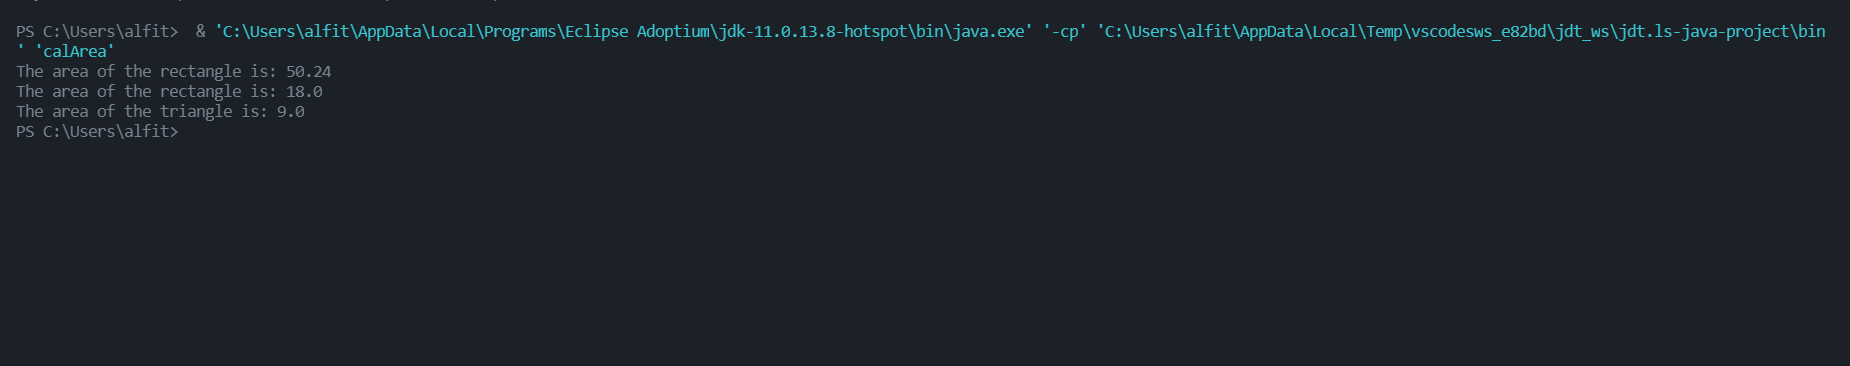 PS C:\Users\alfit>  & 'C:\Users\alfit\AppData\Local\Programs\Eclipse Adoptium\jdk-11.0.13.8-hotspot\bin\java.exe' '-cp' 'C:\Users\alfit\AppData\Local\Temp\vscodesws_e82bd\jdt_ws\jdt.ls-java-project\bin
' 'calArea'
The area of the rectangle is: 50.24
The area of the rectangle is: 18.0
The area of the triangle is: 9.0
PS C:\Users\alfit>